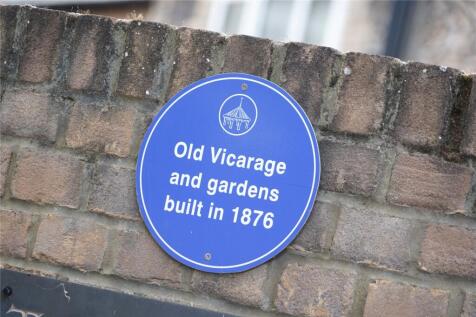 Old Vicarage
and gardens
built in 1876